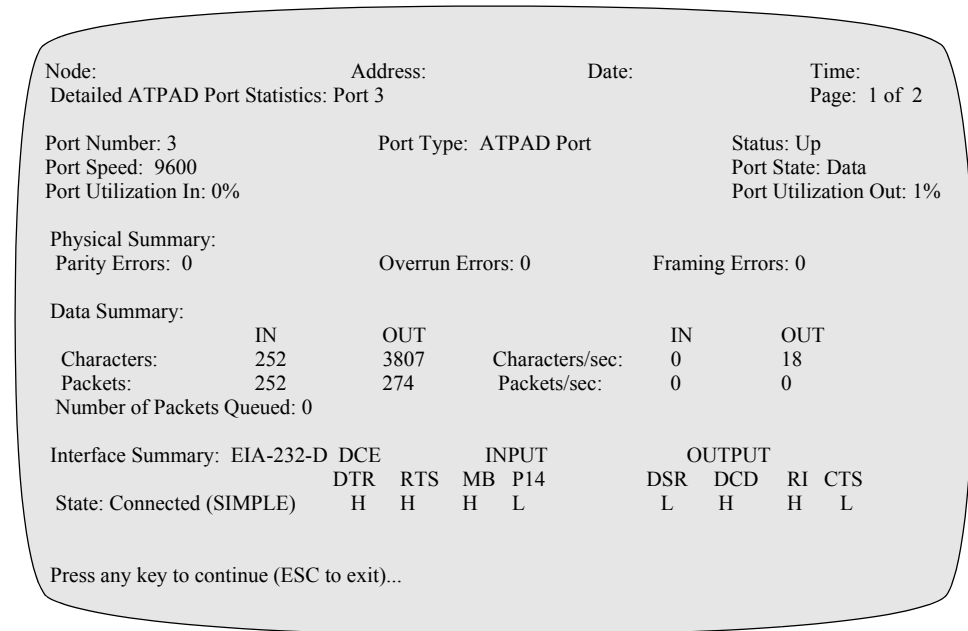 Node: Address: Date: Time:
Detailed ATPAD Port Statistics: Port 3 Page: 1 of 2
Port Number: 3 Port Type: ATPAD Port Status: Up
Port Speed: 9600 Port State: Data
Port Utilization In: 0% Port Utilization Out: 1%
Physical Summary:
Parity Errors: 0 Overrun Errors: 0 Framing Errors: 0
Data Summary:
IN OUT IN OUT
Characters: 252 3807 Characters/sec: 0 18
Packets: 252 274 Packets/sec: 0 0
Number of Packets Queued: 0
Interface Summary: EIA-232-D DCE INPUT OUTPUT
DTR RTS MB P14 DSR DCD RI CTS
State: Connected (SIMPLE) H H H L L H H L
Press any key to continue (ESC to exit)...